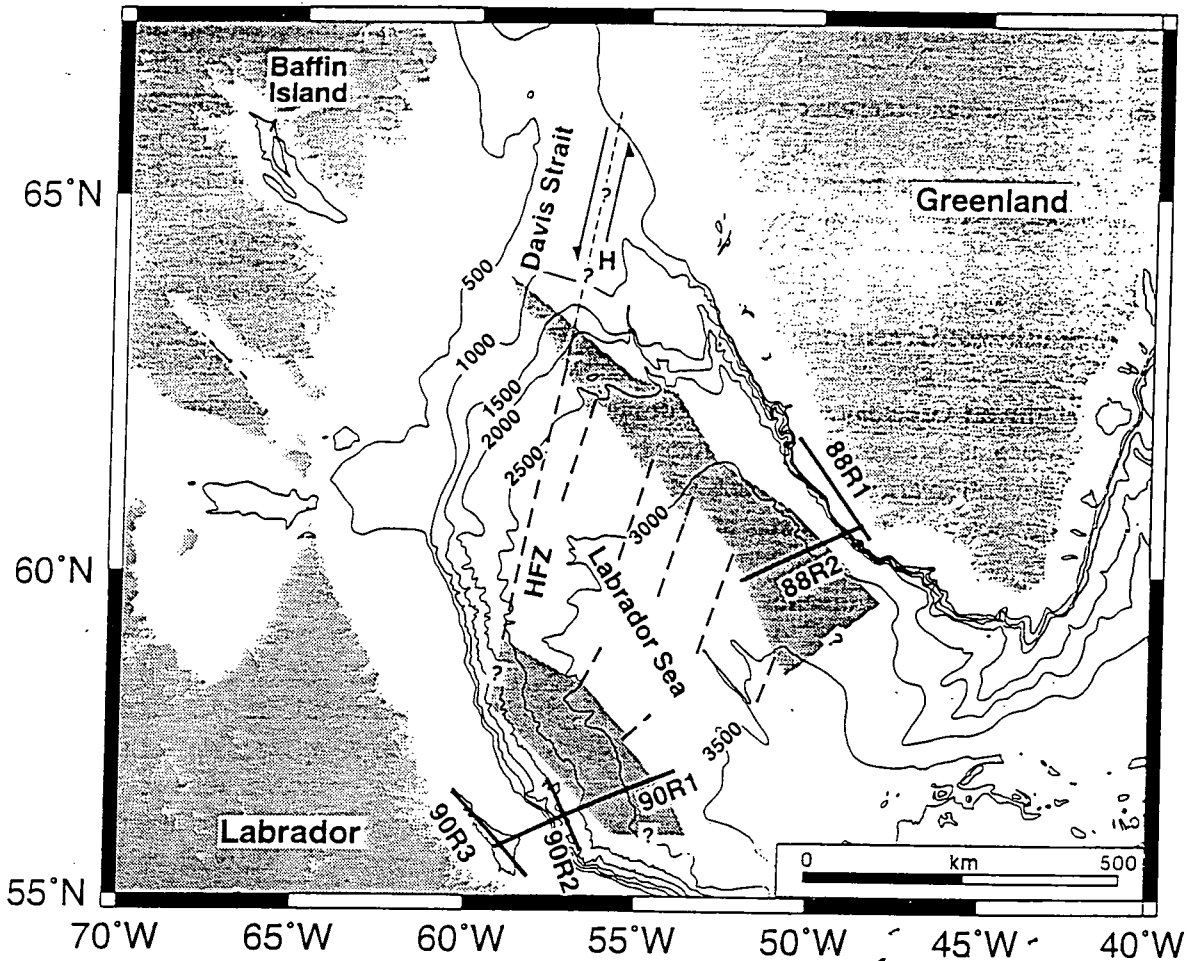 Baffin
Island
65°N
Davis Strait
?
Greenland
H
?
500
1000
1500
2000
2500
3000
88R1
60°N
HFZ
Labrador Sea
88R2
?
?
3500
90R1
90R3
90R2
?
Labrador
0 km 500
55°N
70°W 65°W 60°W 55°W 50°W 45°W 40°W